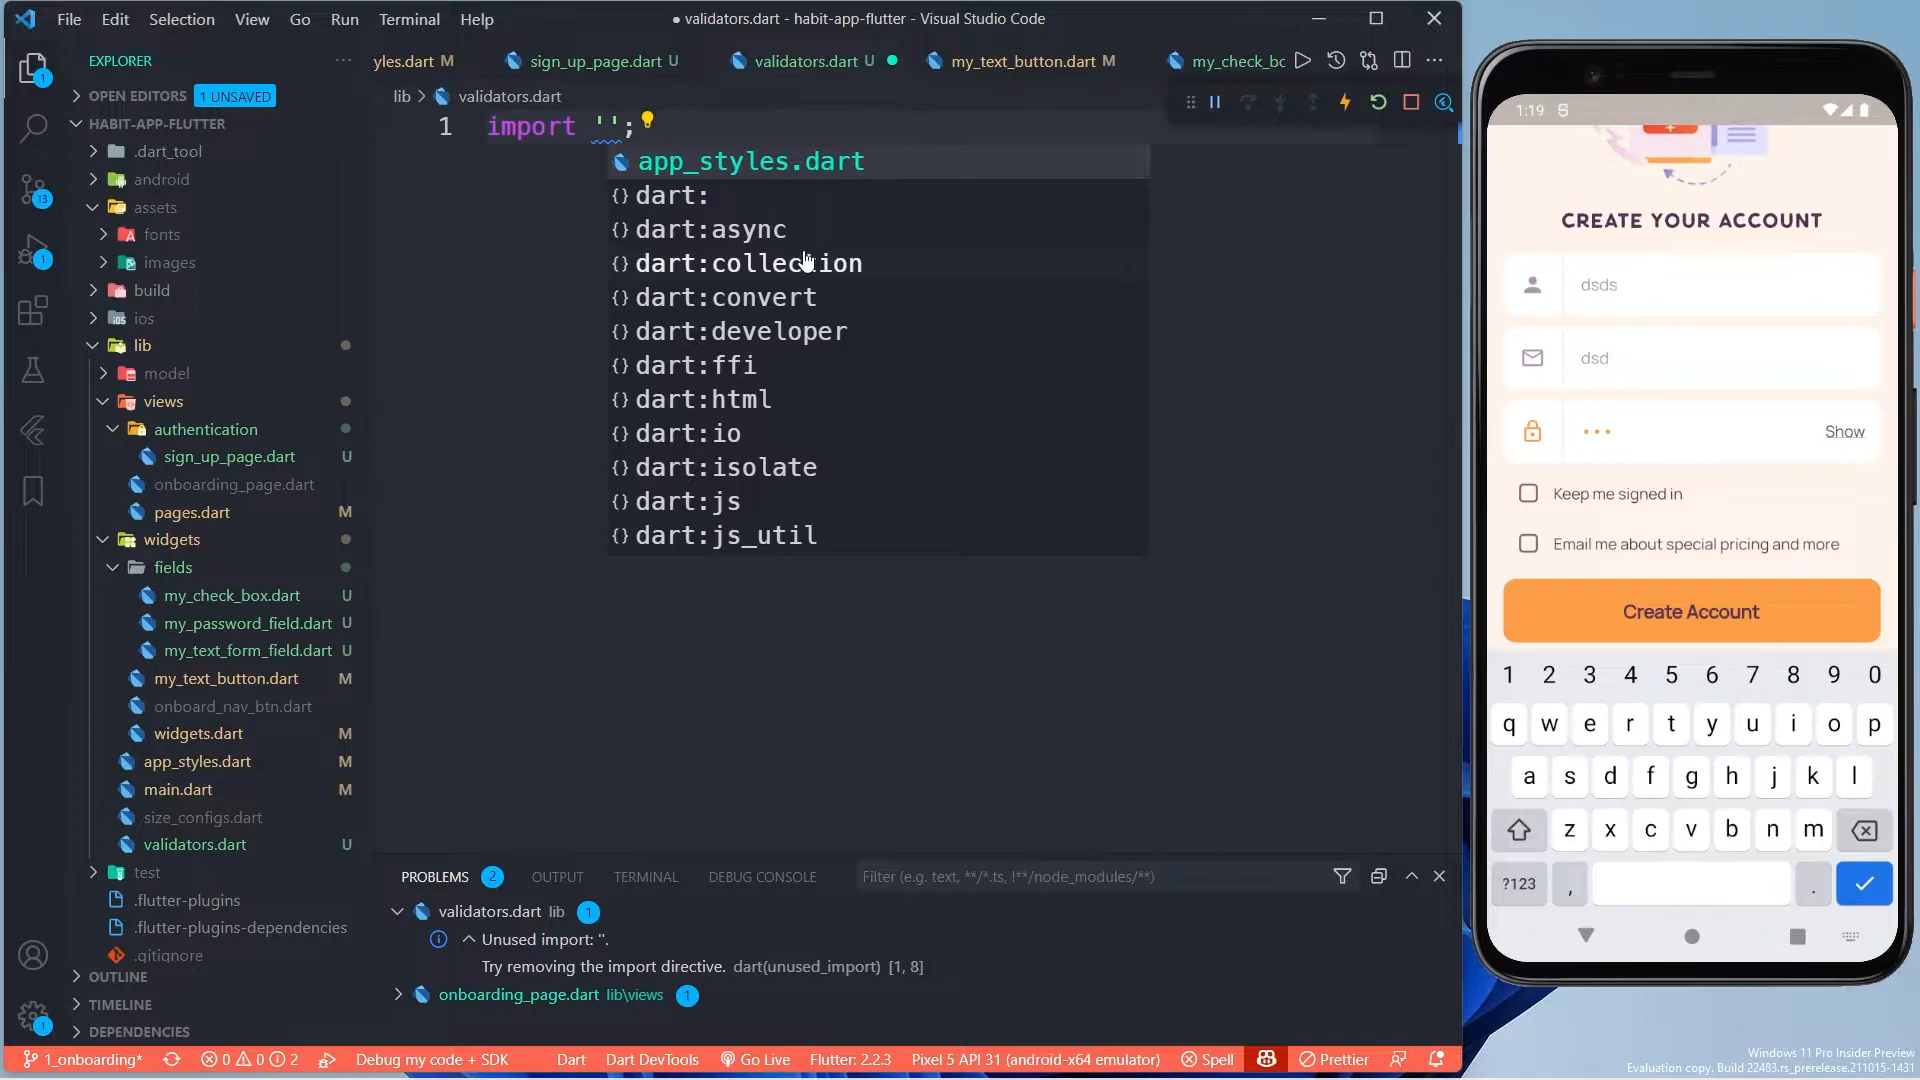 File Edit Selection View Go Run Terminal Help
● validators.dart - habit-app-flutter - Visual Studio Code
EXPLORER
yles.dart M
sign_up_page.dart U
validators.dart U
my_text_button.dart M
my_check_bo
OPEN EDITORS 1 UNSAVED
HABIT-APP-FLUTTER
.dart_tool
android
assets
fonts
images
build
ios
lib
model
views
authentication
sign_up_page.dart U
onboarding_page.dart
pages.dart M
widgets
fields
my_check_box.dart U
my_password_field.dart U
my_text_form_field.dart U
my_text_button.dart M
onboard_nav_btn.dart
widgets.dart M
app_styles.dart M
main.dart M
size_configs.dart
validators.dart U
test
.flutter-plugins
.flutter-plugins-dependencies
.gitignore
OUTLINE
TIMELINE
DEPENDENCIES
1
13
1
1
lib > validators.dart
1 import '';
app_styles.dart
dart:
dart:async
dart:collection
dart:convert
dart:developer
dart:ffi
dart:html
dart:io
dart:isolate
dart:js
dart:js_util
PROBLEMS 2 OUTPUT TERMINAL DEBUG CONSOLE
Filter (e.g. text, **/*.ts, !**/node_modules/**)
validators.dart lib 1
Unused import: ''.
Try removing the import directive. dart(unused_import) [1, 8]
onboarding_page.dart lib\views 1
1_onboarding* 0 0 2 Debug my code + SDK Dart Dart DevTools Go Live Flutter: 2.2.3 Pixel 5 API 31 (android-x64 emulator) Spell Prettier
1:19
CREATE YOUR ACCOUNT
dsds
dsd
Show
Keep me signed in
Email me about special pricing and more
Create Account
1 2 3 4 5 6 7 8 9 0
q w e r t y u i o p
a s d f g h j k l
z x c v b n m
?123 , .
Windows 11 Pro Insider Preview
Evaluation copy. Build 22483.rs_prerelease.211015-1431